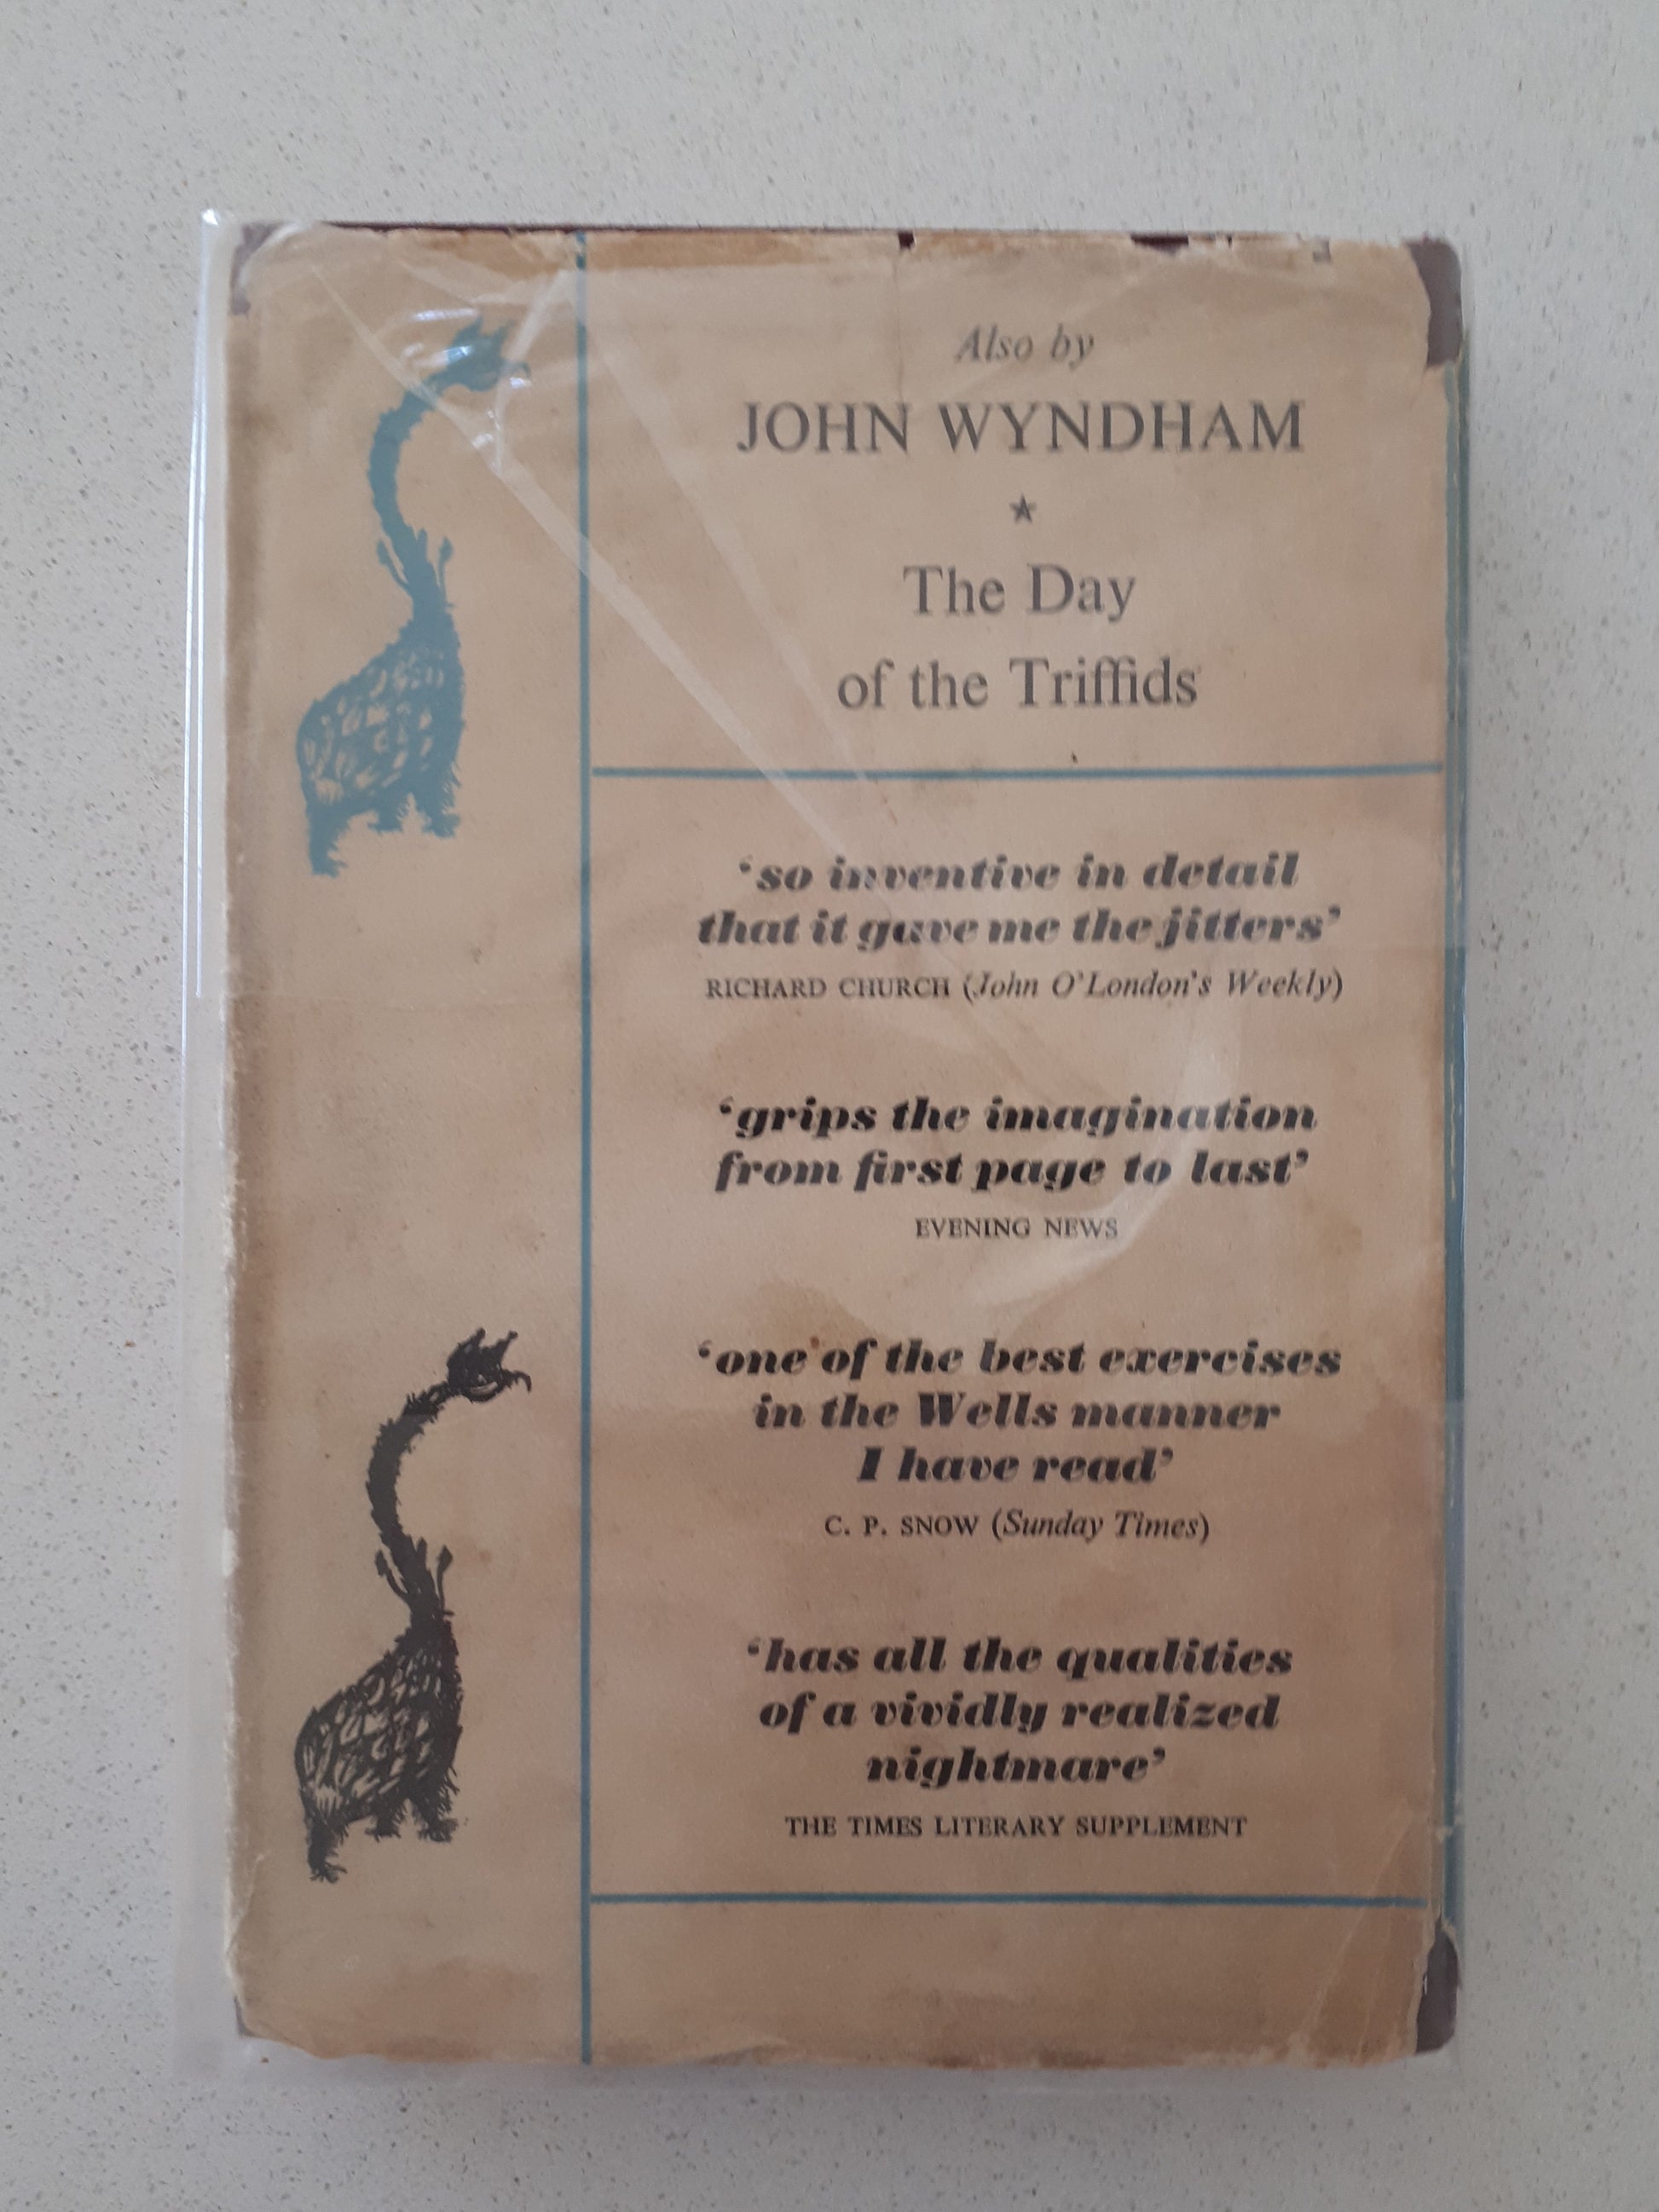 Also by
JOHN WYNDHAM
★
The Day
of the Triffids
‘so inventive in detail
that it gave me the jitters’
RICHARD CHURCH (John O’London’s Weekly)
‘grips the imagination
from first page to last’
EVENING NEWS
‘one of the best exercises
in the Wells manner
I have read’
C. P. SNOW (Sunday Times)
‘has all the qualities
of a vividly realized
nightmare’
THE TIMES LITERARY SUPPLEMENT